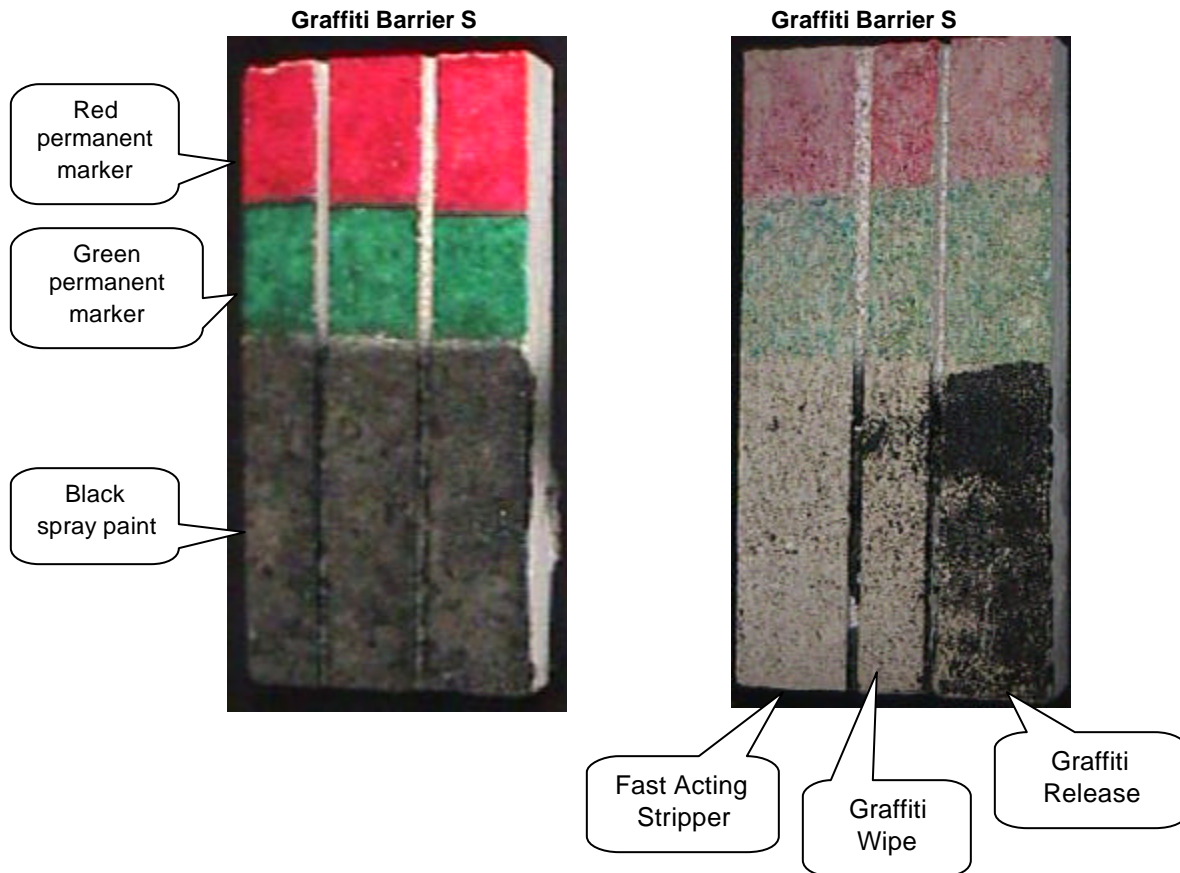 Graffiti Barrier S
Graffiti Barrier S
Red
permanent
marker
Green
permanent
marker
Black
spray paint
Fast Acting
Stripper
Graffiti
Wipe
Graffiti
Release